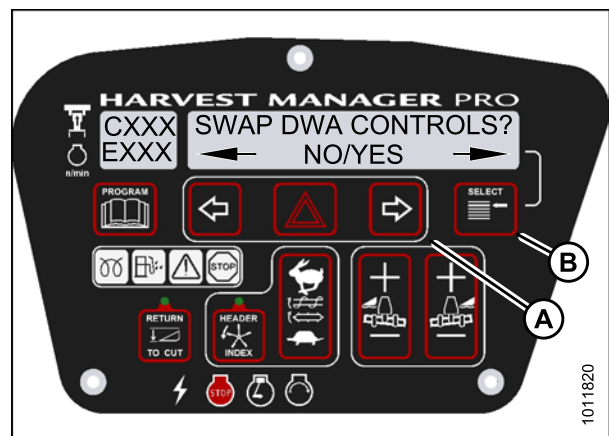 HARVEST MANAGER PRO
CXXX
EXXX
n/min
SWAP DWA CONTROLS?
NO/YES
PROGRAM
SELECT
B
A
STOP
RETURN
TO CUT
HEADER
INDEX
STOP
1011820